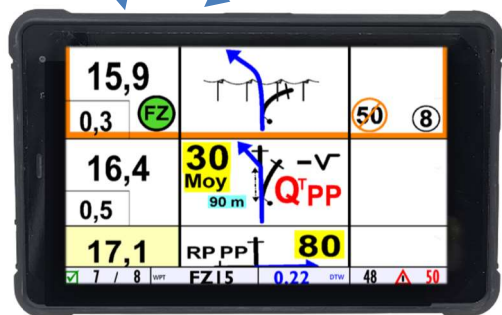 15,9
0,3 FZ 50 8
16,4 30 Moy
0,5 90 m QT PP
17,1 RP PP 80
7 / 8 WPT FZ15 0.22 DTW 48 50